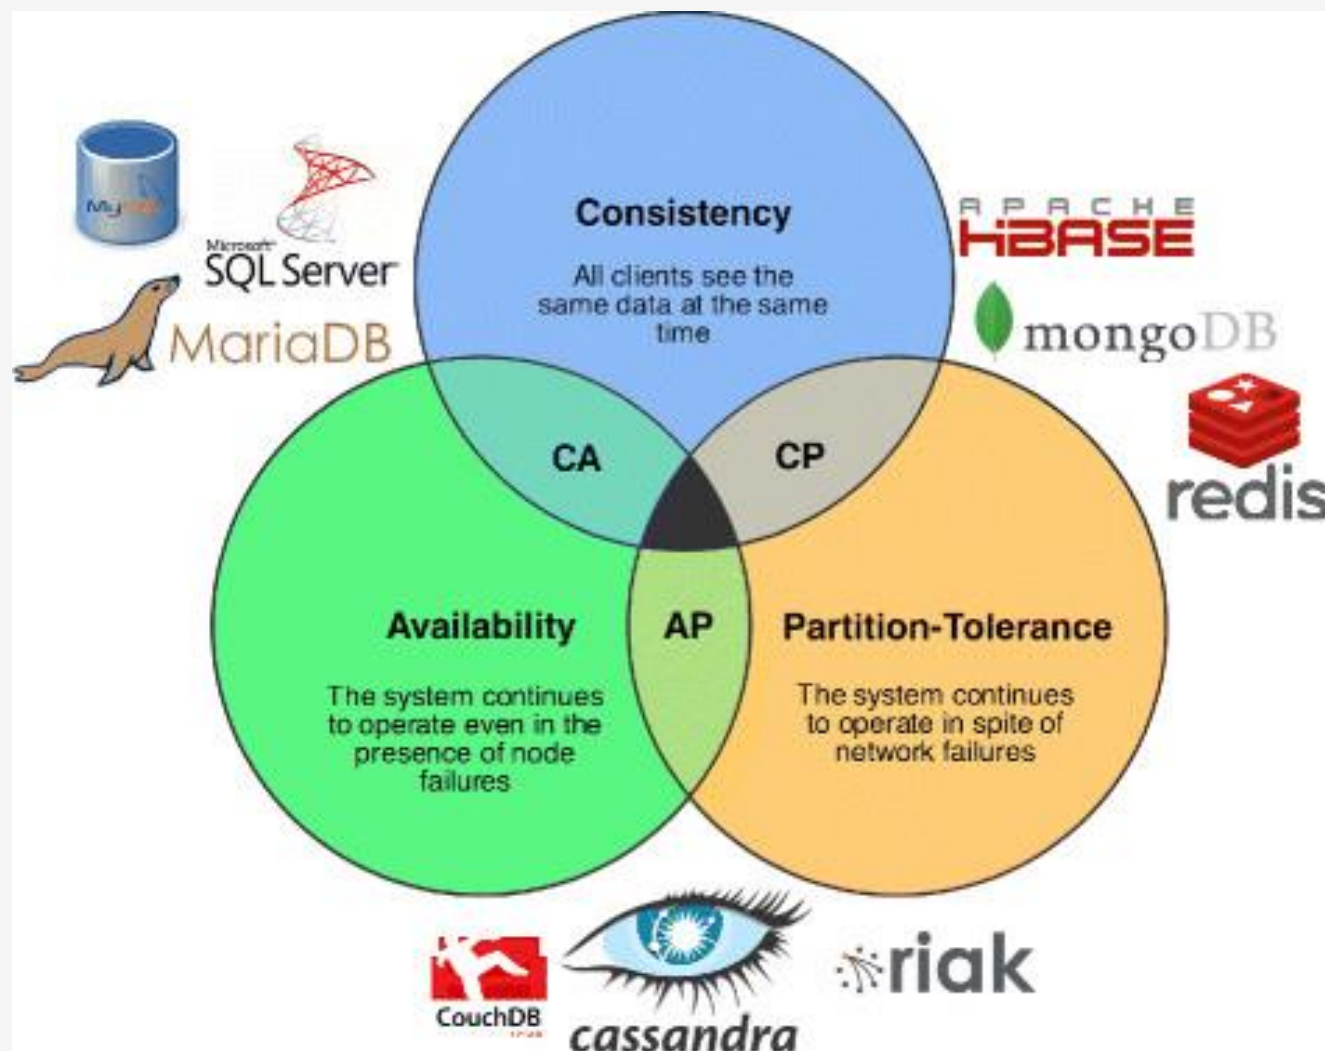 MySQL
Microsoft
SQL Server
MariaDB
Consistency
All clients see the
same data at the same
time
APACHE
HBASE
mongoDB
redis
CA
CP
Availability
The system continues
to operate even in the
presence of node
failures
AP
Partition-Tolerance
The system continues
to operate in spite of
network failures
CouchDB
cassandra
riak